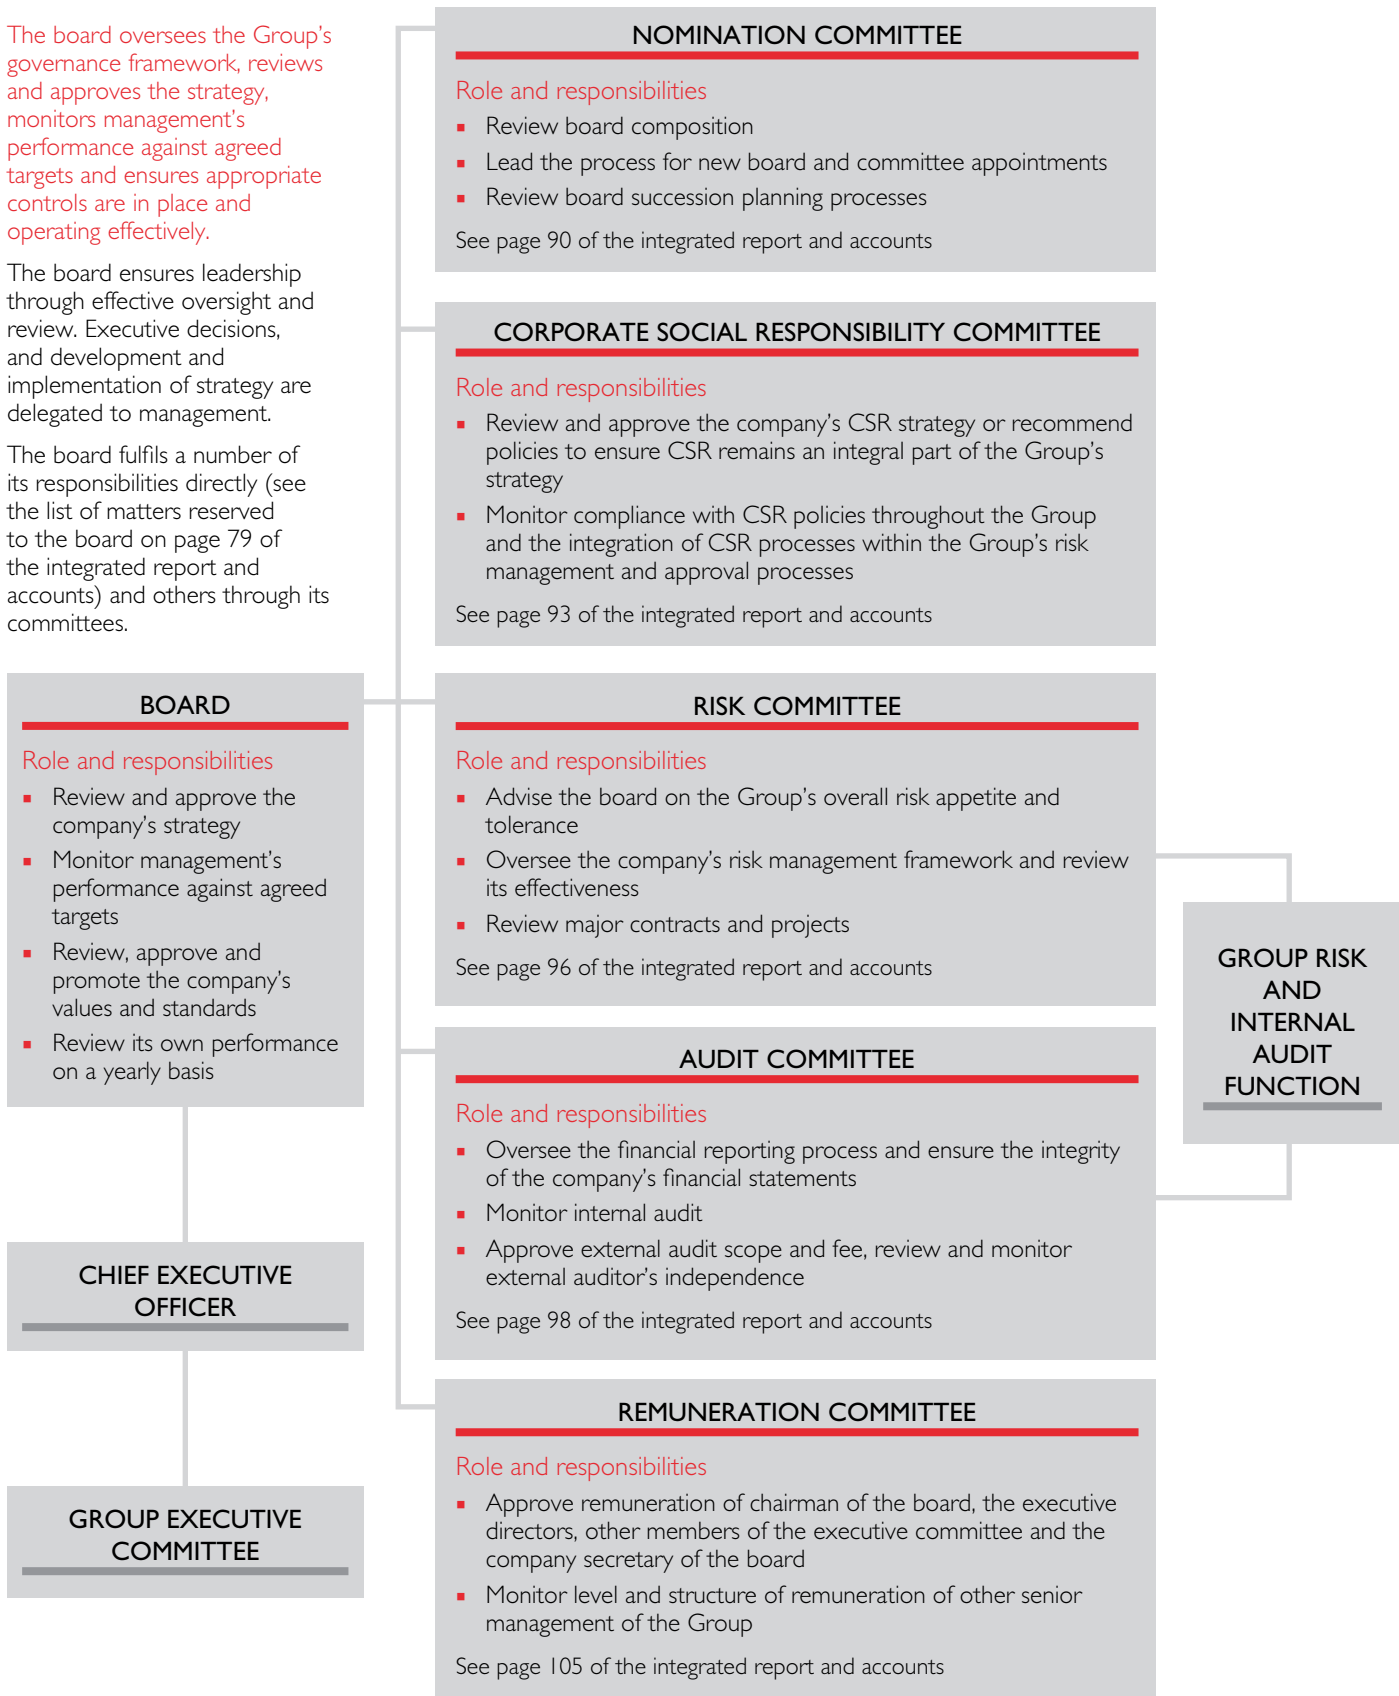 The board oversees the Group's
governance framework, reviews
and approves the strategy,
monitors management's
performance against agreed
targets and ensures appropriate
controls are in place and
operating effectively.
The board ensures leadership
through effective oversight and
review. Executive decisions,
and development and
implementation of strategy are
delegated to management.
The board fulfils a number of
its responsibilities directly (see
the list of matters reserved
to the board on page 79 of
the integrated report and
accounts) and others through its
committees.
BOARD
Role and responsibilities
▪ Review and approve the
company's strategy
▪ Monitor management's
performance against agreed
targets
▪ Review, approve and
promote the company's
values and standards
▪ Review its own performance
on a yearly basis
CHIEF EXECUTIVE
OFFICER
GROUP EXECUTIVE
COMMITTEE
NOMINATION COMMITTEE
Role and responsibilities
▪ Review board composition
▪ Lead the process for new board and committee appointments
▪ Review board succession planning processes
See page 90 of the integrated report and accounts
CORPORATE SOCIAL RESPONSIBILITY COMMITTEE
Role and responsibilities
▪ Review and approve the company's CSR strategy or recommend
policies to ensure CSR remains an integral part of the Group's
strategy
▪ Monitor compliance with CSR policies throughout the Group
and the integration of CSR processes within the Group's risk
management and approval processes
See page 93 of the integrated report and accounts
RISK COMMITTEE
Role and responsibilities
▪ Advise the board on the Group's overall risk appetite and
tolerance
▪ Oversee the company's risk management framework and review
its effectiveness
▪ Review major contracts and projects
See page 96 of the integrated report and accounts
AUDIT COMMITTEE
Role and responsibilities
▪ Oversee the financial reporting process and ensure the integrity
of the company's financial statements
▪ Monitor internal audit
▪ Approve external audit scope and fee, review and monitor
external auditor's independence
See page 98 of the integrated report and accounts
REMUNERATION COMMITTEE
Role and responsibilities
▪ Approve remuneration of chairman of the board, the executive
directors, other members of the executive committee and the
company secretary of the board
▪ Monitor level and structure of remuneration of other senior
management of the Group
See page 105 of the integrated report and accounts
GROUP RISK
AND
INTERNAL
AUDIT
FUNCTION